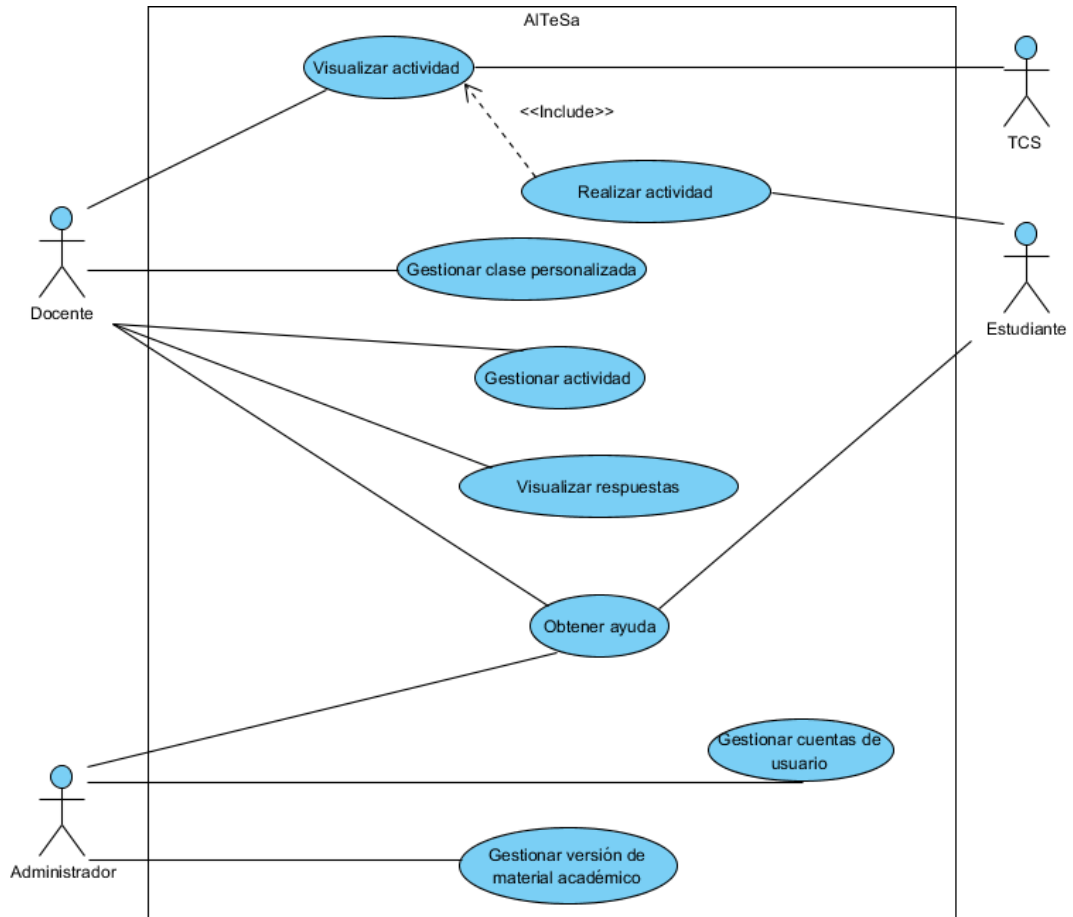 AlTeSa
Visualizar actividad
<<Include>>
TCS
Realizar actividad
Gestionar clase personalizada
Docente
Estudiante
Gestionar actividad
Visualizar respuestas
Obtener ayuda
Gestionar cuentas de
usuario
Gestionar versión de
material académico
Administrador